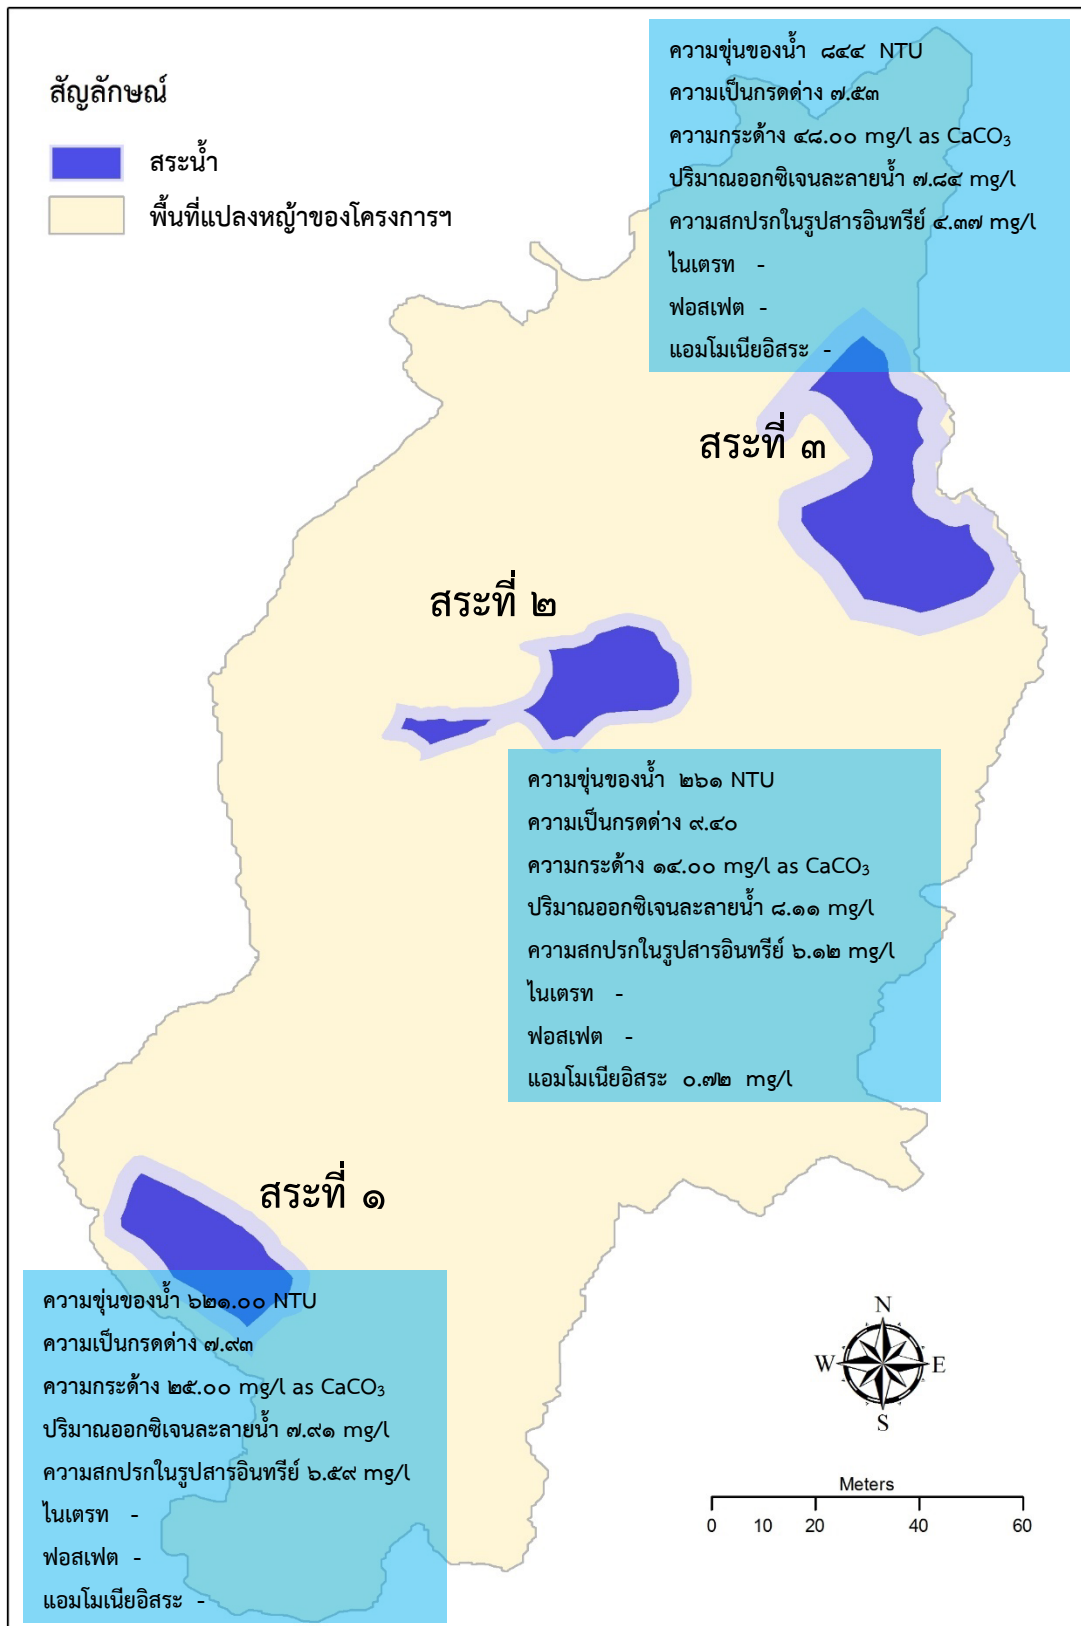 สัญลักษณ์
สระน้ำ
พื้นที่แปลงหญ้าของโครงการฯ
ความขุ่นของน้ำ ๘๔๔ NTU
ความเป็นกรดด่าง ๗.๕๓
ความกระด้าง ๔๘.๐๐ mg/l as CaCO₃
ปริมาณออกซิเจนละลายน้ำ ๗.๘๔ mg/l
ความสกปรกในรูปสารอินทรีย์ ๔.๓๗ mg/l
ไนเตรท -
ฟอสเฟต -
แอมโมเนียอิสระ -
สระที่ ๓
สระที่ ๒
ความขุ่นของน้ำ ๒๖๑ NTU
ความเป็นกรดด่าง ๙.๔๐
ความกระด้าง ๑๔.๐๐ mg/l as CaCO₃
ปริมาณออกซิเจนละลายน้ำ ๘.๑๑ mg/l
ความสกปรกในรูปสารอินทรีย์ ๖.๑๒ mg/l
ไนเตรท -
ฟอสเฟต -
แอมโมเนียอิสระ ๐.๗๒ mg/l
สระที่ ๑
ความขุ่นของน้ำ ๖๒๑.๐๐ NTU
ความเป็นกรดด่าง ๗.๙๓
ความกระด้าง ๒๕.๐๐ mg/l as CaCO₃
ปริมาณออกซิเจนละลายน้ำ ๗.๙๑ mg/l
ความสกปรกในรูปสารอินทรีย์ ๖.๕๙ mg/l
ไนเตรท -
ฟอสเฟต -
แอมโมเนียอิสระ -
N
W E
S
Meters
0 10 20 40 60